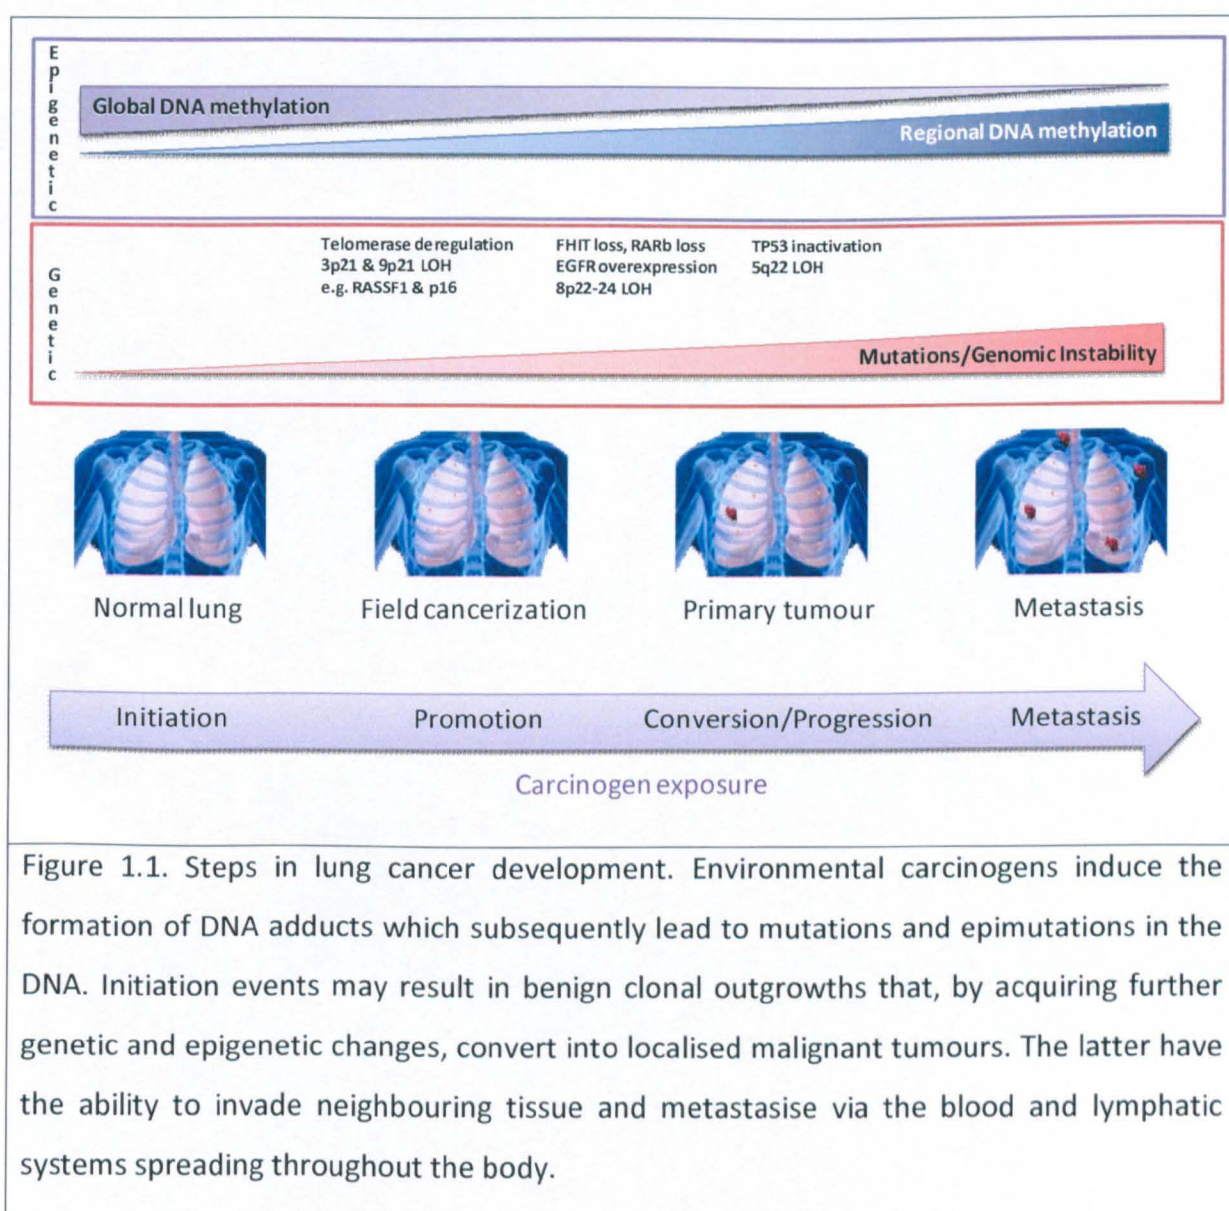 Epigenetic
Global DNA methylation
Regional DNA methylation
Genetic
Telomerase deregulation
3p21 & 9p21 LOH
e.g. RASSF1 & p16
FHIT loss, RARb loss
EGFR overexpression
8p22-24 LOH
TP53 inactivation
5q22 LOH
Mutations/Genomic Instability
Normal lung
Field cancerization
Primary tumour
Metastasis
Initiation
Promotion
Conversion/Progression
Metastasis
Carcinogen exposure
Figure 1.1. Steps in lung cancer development. Environmental carcinogens induce the
formation of DNA adducts which subsequently lead to mutations and epimutations in the
DNA. Initiation events may result in benign clonal outgrowths that, by acquiring further
genetic and epigenetic changes, convert into localised malignant tumours. The latter have
the ability to invade neighbouring tissue and metastasise via the blood and lymphatic
systems spreading throughout the body.